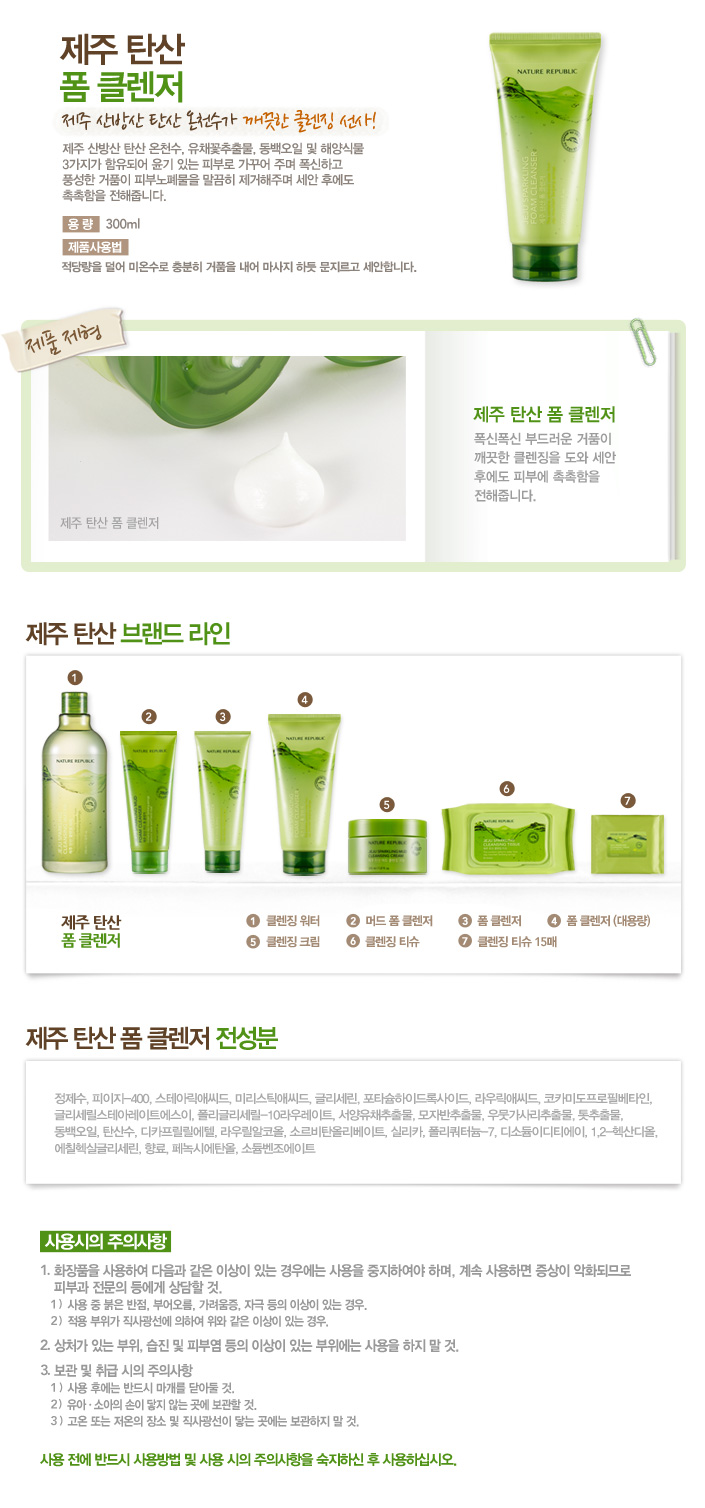 제주 탄산
폼 클렌저
제주 산방산 탄산 온천수가 깨끗한 클렌징 선사!
제주 산방산 탄산 온천수, 유채꽃추출물, 동백오일 및 해양식물
3가지가 함유되어 윤기 있는 피부로 가꾸어 주며 폭신하고
풍성한 거품이 피부노폐물을 말끔히 제거해주며 세안 후에도
촉촉함을 전해줍니다.
용 량 300ml
제품사용법
적당량을 덜어 미온수로 충분히 거품을 내어 마사지 하듯 문지르고 세안합니다.
NATURE REPUBLIC
JEJU SPARKLING
FOAM CLEANSER
제품 제형
제주 탄산 폼 클렌저
제주 탄산 폼 클렌저
폭신폭신 부드러운 거품이
깨끗한 클렌징을 도와 세안
후에도 피부에 촉촉함을
전해줍니다.
제주 탄산 브랜드 라인
1
2
3
4
5
6
7
NATURE REPUBLIC
NATURE REPUBLIC
NATURE REPUBLIC
NATURE REPUBLIC
NATURE REPUBLIC
NATURE REPUBLIC
제주 탄산
폼 클렌저
1 클렌징 워터 2 머드 폼 클렌저 3 폼 클렌저 4 폼 클렌저 (대용량)
5 클렌징 크림 6 클렌징 티슈 7 클렌징 티슈 15매
제주 탄산 폼 클렌저 전성분
정제수, 피이지-400, 스테아릭애씨드, 미리스틱애씨드, 글리세린, 포타슘하이드록사이드, 라우릭애씨드, 코카미도프로필베타인,
글리세릴스테아레이트에스이, 폴리글리세릴-10라우레이트, 서양유채추출물, 모자반추출물, 우뭇가사리추출물, 톳추출물,
동백오일, 탄산수, 디카프릴릴에텔, 라우릴알코올, 소르비탄올리베이트, 실리카, 폴리쿼터늄-7, 디소듐이디티에이, 1,2-헥산디올,
에칠헥실글리세린, 향료, 페녹시에탄올, 소듐벤조에이트
사용시의 주의사항
1. 화장품을 사용하여 다음과 같은 이상이 있는 경우에는 사용을 중지하여야 하며, 계속 사용하면 증상이 악화되므로
피부과 전문의 등에게 상담할 것.
1) 사용 중 붉은 반점, 부어오름, 가려움증, 자극 등의 이상이 있는 경우.
2) 적용 부위가 직사광선에 의하여 위와 같은 이상이 있는 경우.
2. 상처가 있는 부위, 습진 및 피부염 등의 이상이 있는 부위에는 사용을 하지 말 것.
3. 보관 및 취급 시의 주의사항
1) 사용 후에는 반드시 마개를 닫아둘 것.
2) 유아·소아의 손이 닿지 않는 곳에 보관할 것.
3) 고온 또는 저온의 장소 및 직사광선이 닿는 곳에는 보관하지 말 것.
사용 전에 반드시 사용방법 및 사용 시의 주의사항을 숙지하신 후 사용하십시오.